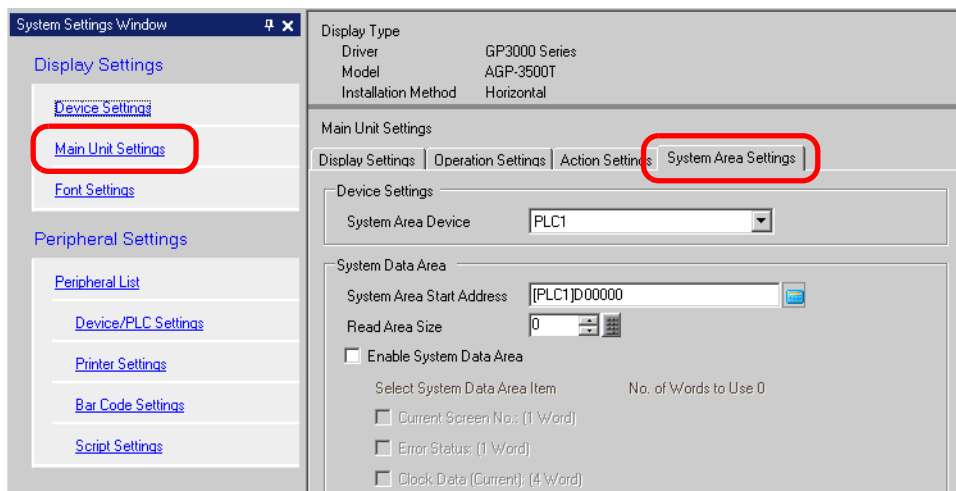 System Settings Window
Display Settings
Device Settings
Main Unit Settings
Font Settings
Peripheral Settings
Peripheral List
Device/PLC Settings
Printer Settings
Bar Code Settings
Script Settings
Display Type
Driver GP3000 Series
Model AGP-3500T
Installation Method Horizontal
Main Unit Settings
Display Settings Operation Settings Action Settings System Area Settings
Device Settings
System Area Device PLC1
System Data Area
System Area Start Address [PLC1]D00000
Read Area Size 0
Enable System Data Area
Select System Data Area Item No. of Words to Use 0
Current Screen No.: (1 Word)
Error Status: (1 Word)
Clock Data (Current): (4 Word)